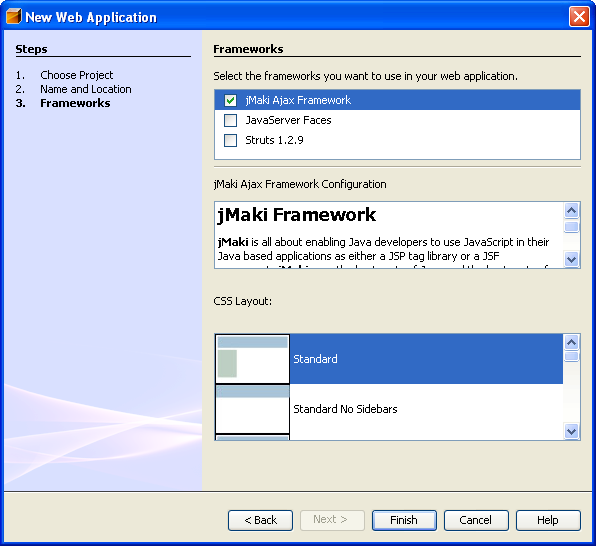 New Web Application
Steps
1. Choose Project
2. Name and Location
3. Frameworks
Frameworks
Select the frameworks you want to use in your web application.
jMaki Ajax Framework
JavaServer Faces
Struts 1.2.9
jMaki Ajax Framework Configuration
jMaki Framework
jMaki is all about enabling Java developers to use JavaScript in their
Java based applications as either a JSP tag library or a JSF
CSS Layout:
Standard
Standard No Sidebars
< Back
Next >
Finish
Cancel
Help